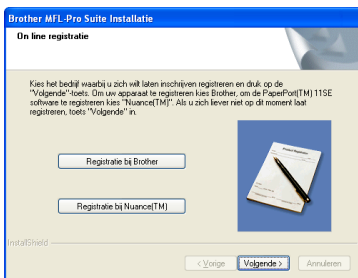 Brother MFL-Pro Suite Installatie
On line registratie
Kies het bedrijf waarbij u zich wilt laten inschrijven registreren en druk op de
"Volgende"-toets. Om uw apparaat te registreren kies Brother, om de PaperPort(TM) 11SE
software te registreren kies "Nuance(TM)". Als u zich liever niet op dit moment laat
registreren, toets "Volgende" in.
Product Registration
Registratie bij Brother
Registratie bij Nuance(TM)
InstallShield
< Vorige Volgende > Annuleren